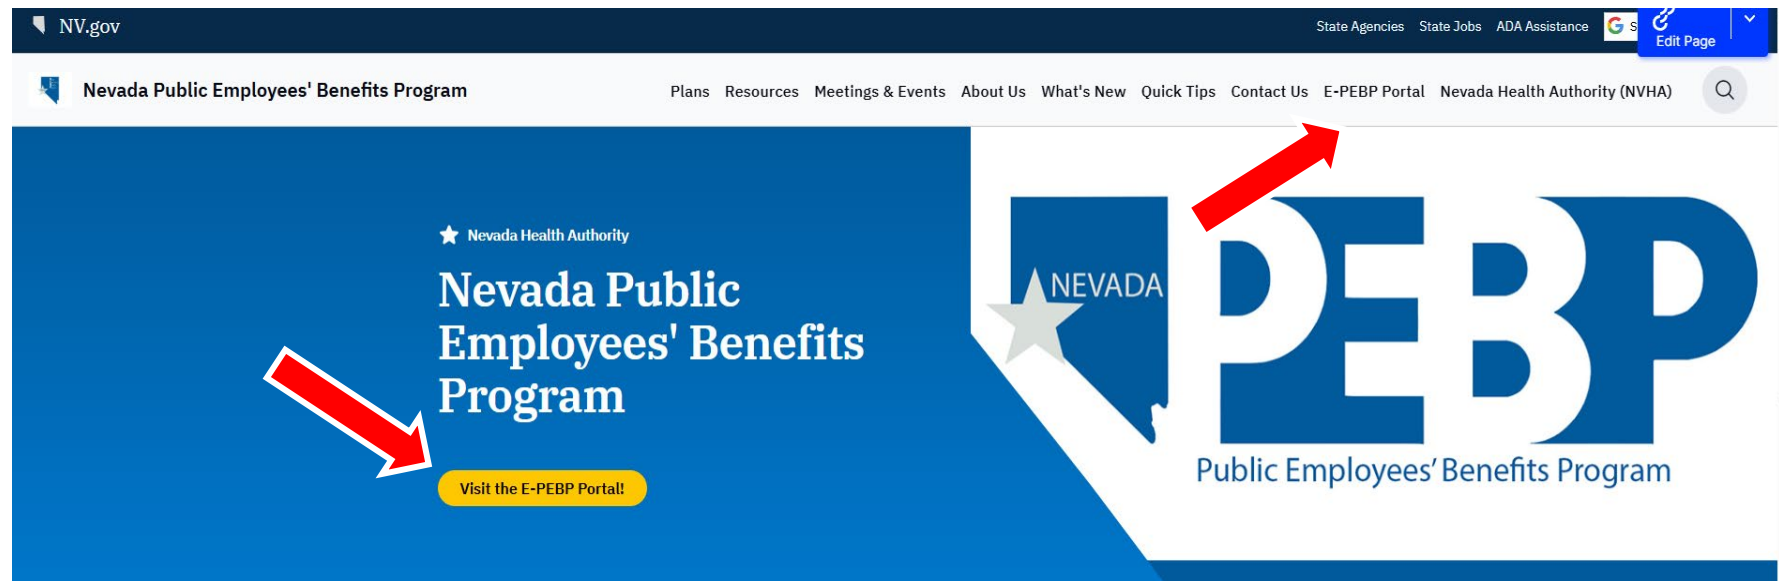 NV.gov
State Agencies State Jobs ADA Assistance
Edit Page
Nevada Public Employees' Benefits Program
Plans Resources Meetings & Events About Us What's New Quick Tips Contact Us E-PEBP Portal Nevada Health Authority (NVHA)
Nevada Health Authority
Nevada Public
Employees' Benefits
Program
Visit the E-PEBP Portal!
NEVADA
PEBP
Public Employees' Benefits Program